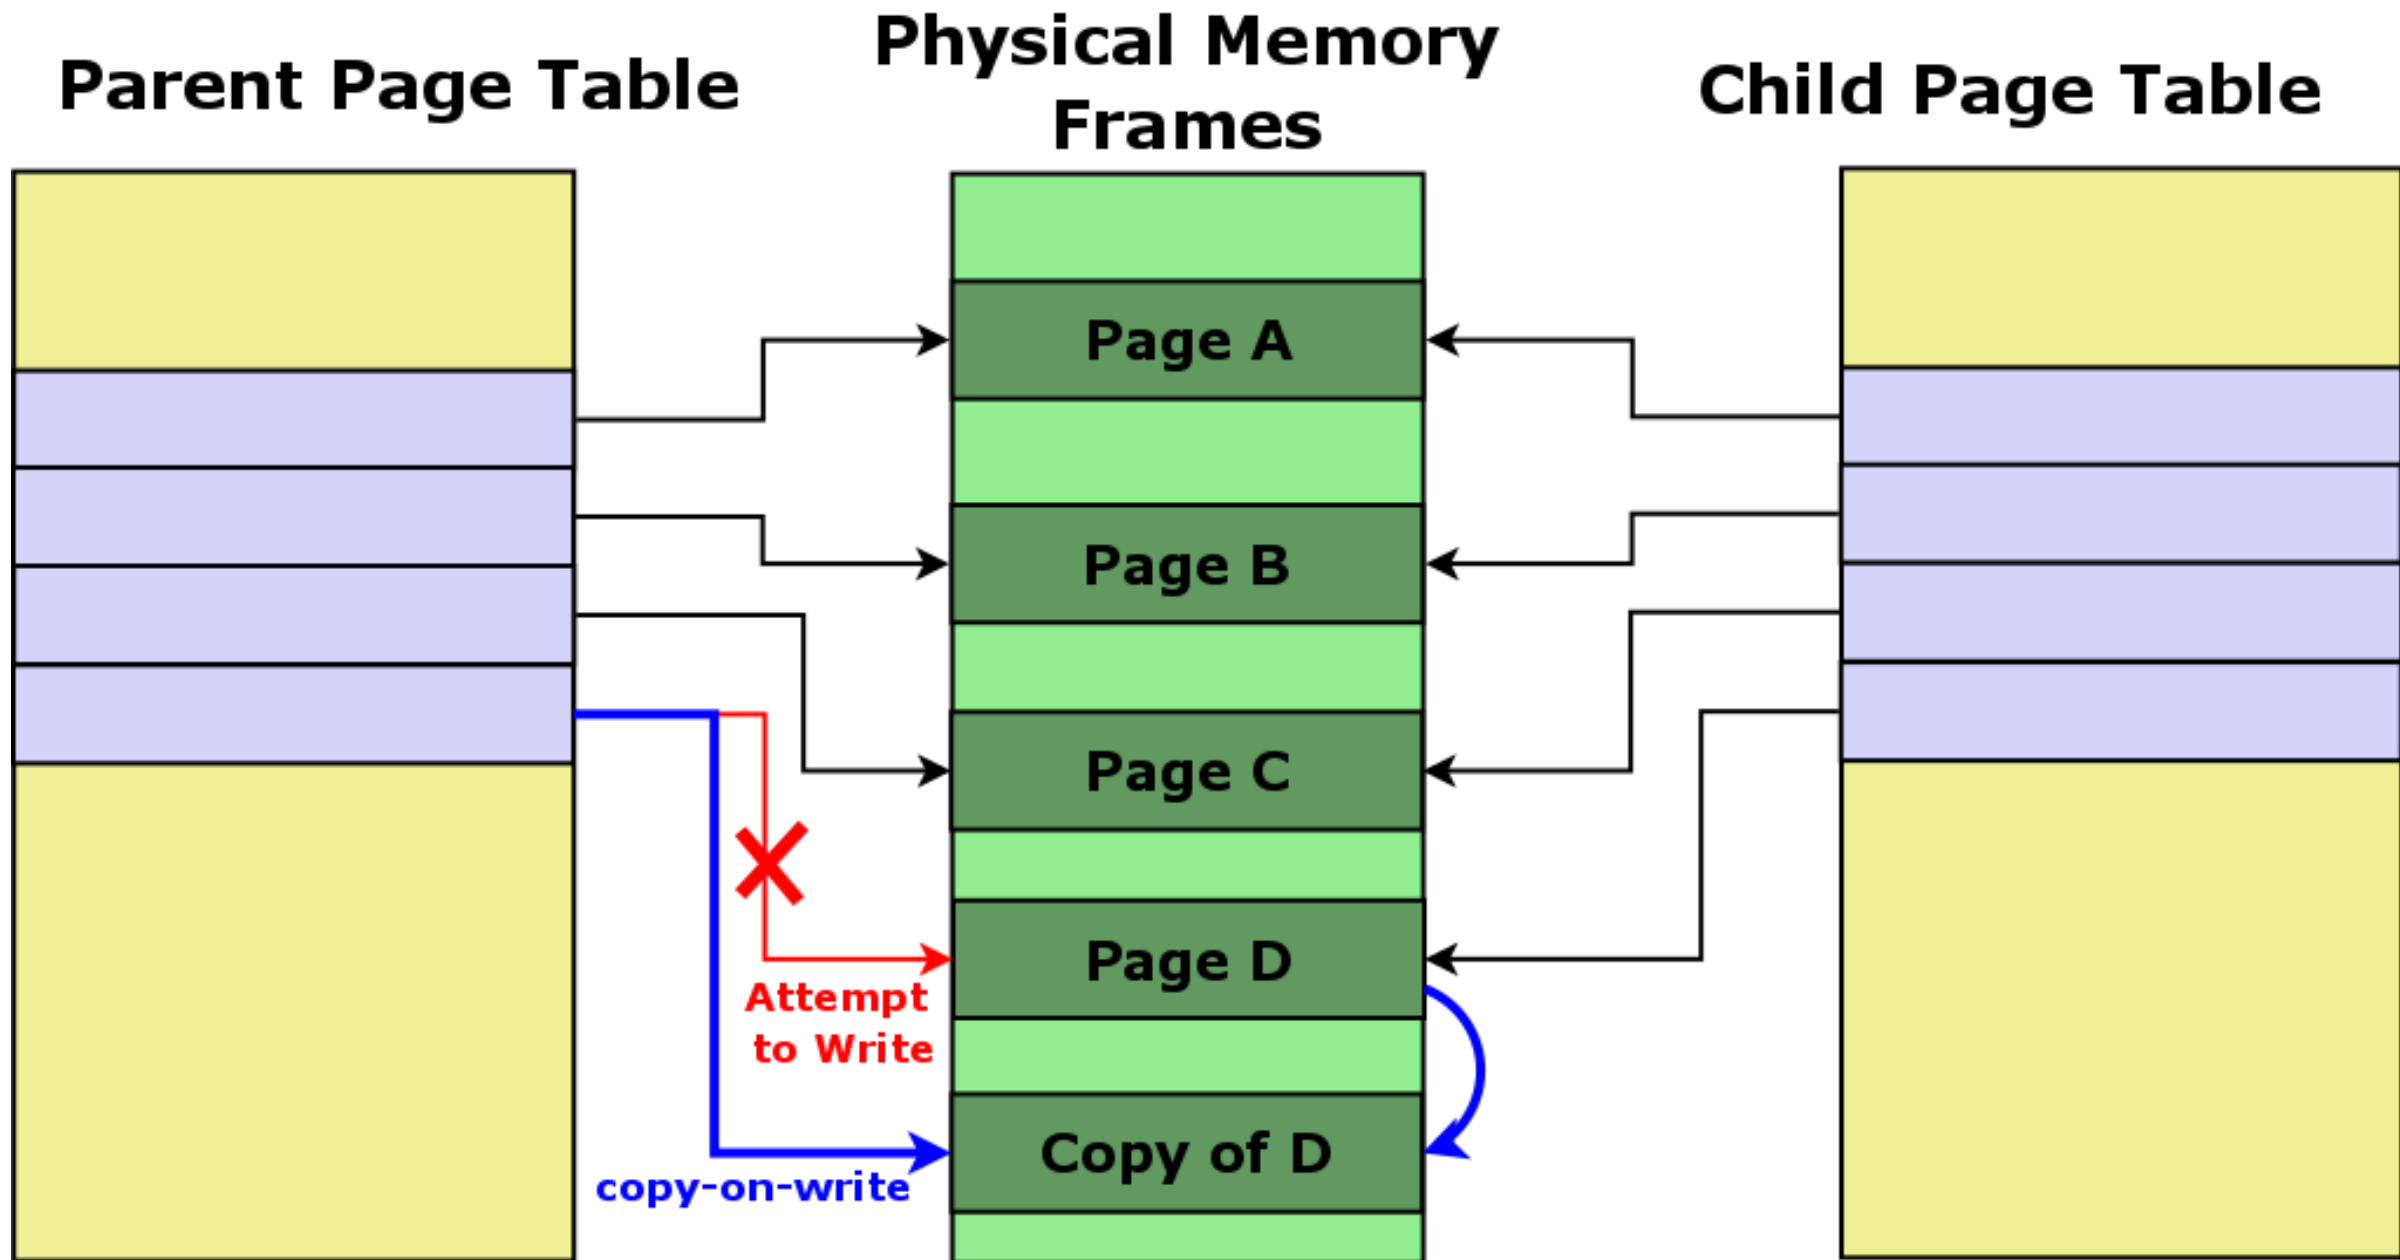 Parent Page Table
Physical Memory
Frames
Child Page Table
Page A
Page B
Page C
Page D
Attempt
to Write
Copy of D
copy-on-write